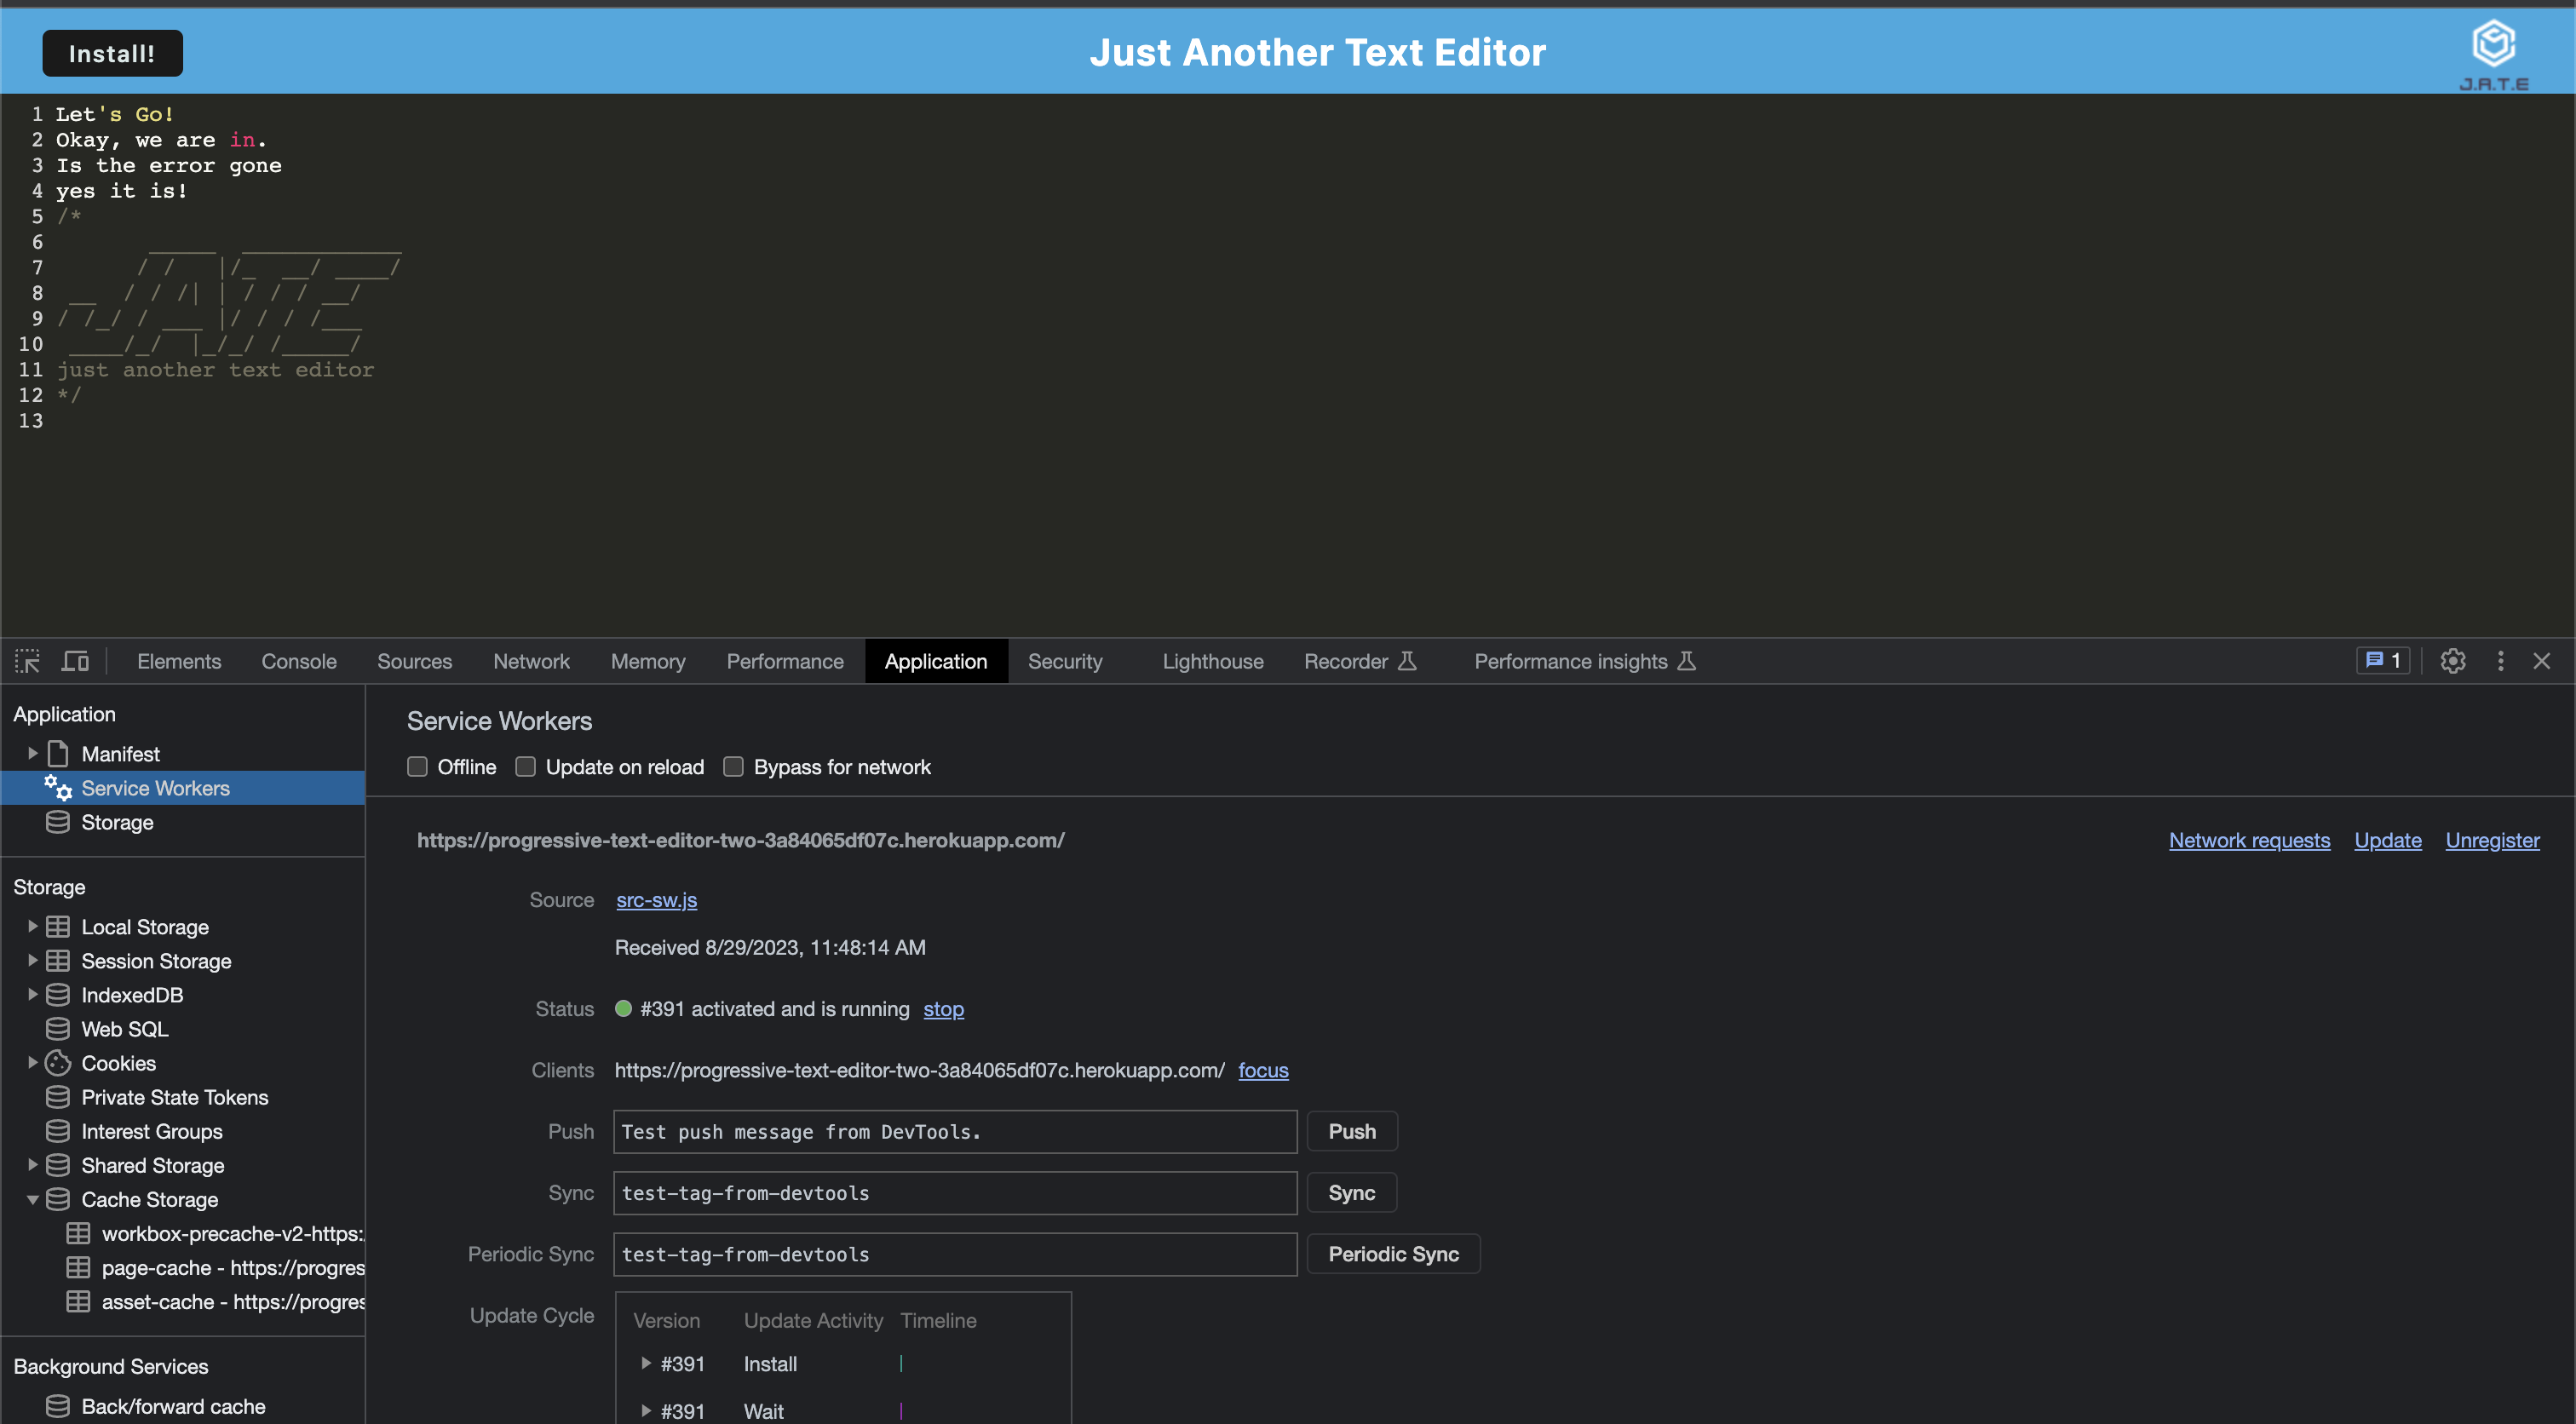 Install!
Just Another Text Editor
J.A.T.E
1 Let's Go!
2 Okay, we are in.
3 Is the error gone
4 yes it is!
5 /*
6
7
8
9
10
11 just another text editor
12 */
13
Elements Console Sources Network Memory Performance Application Security Lighthouse Recorder Performance insights 1
Application
Manifest
Service Workers
Storage
Storage
Local Storage
Session Storage
IndexedDB
Web SQL
Cookies
Private State Tokens
Interest Groups
Shared Storage
Cache Storage
workbox-precache-v2-https:/
page-cache - https://progres
asset-cache - https://progres
Background Services
Back/forward cache
Service Workers
Offline Update on reload Bypass for network
https://progressive-text-editor-two-3a84065df07c.herokuapp.com/ Network requests Update Unregister
Source src-sw.js
Received 8/29/2023, 11:48:14 AM
Status #391 activated and is running stop
Clients https://progressive-text-editor-two-3a84065df07c.herokuapp.com/ focus
Push Test push message from DevTools. Push
Sync test-tag-from-devtools Sync
Periodic Sync test-tag-from-devtools Periodic Sync
Update Cycle Version Update Activity Timeline
#391 Install
#391 Wait